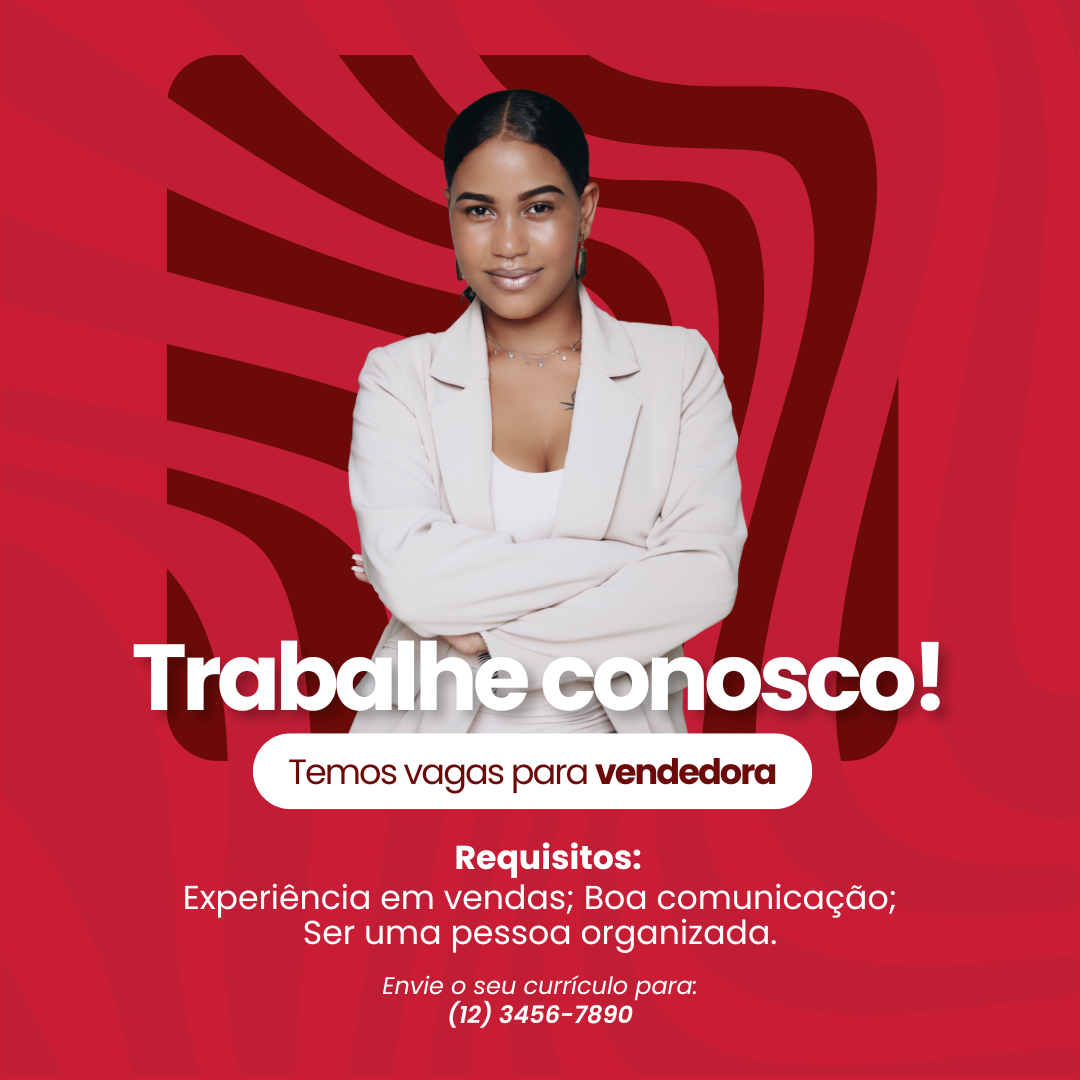 Trabalhe conosco!
Temos vagas para vendedora
Requisitos:
Experiência em vendas; Boa comunicação;
Ser uma pessoa organizada.
Envie o seu currículo para:
(12) 3456-7890